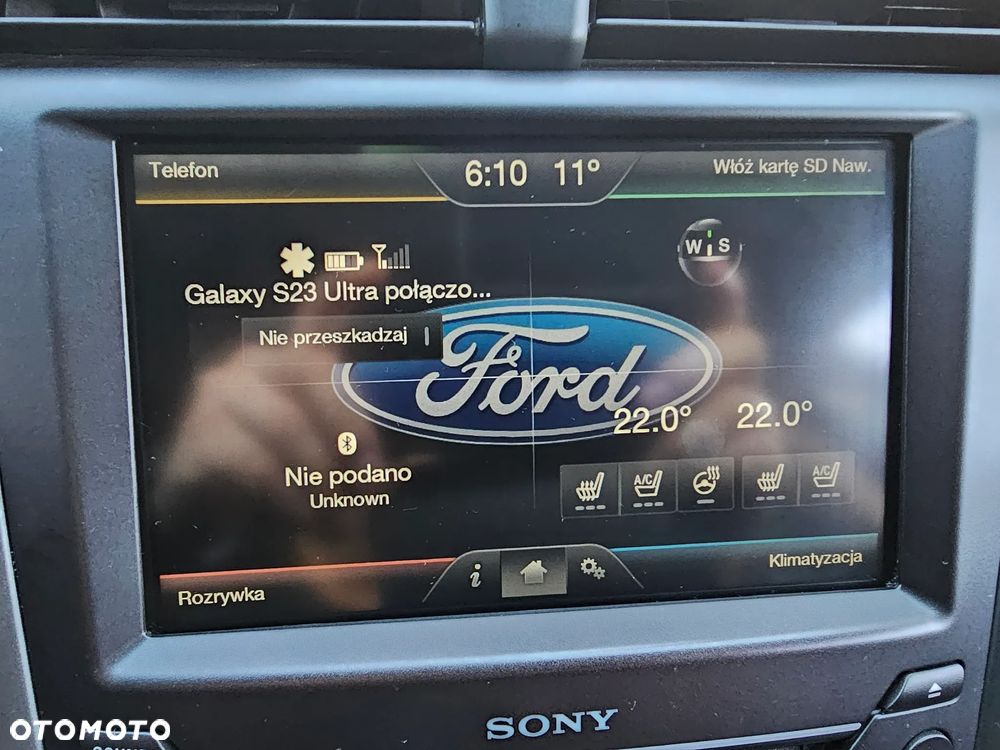 Telefon
6:10 11°
Włóż kartę SD Naw.
W S
Galaxy S23 Ultra połączo...
Nie przeszkadzaj
Ford
22.0° 22.0°
Nie podano
Unknown
A/C A/C
Klimatyzacja
Rozrywka
i
SONY
OTOMOTO